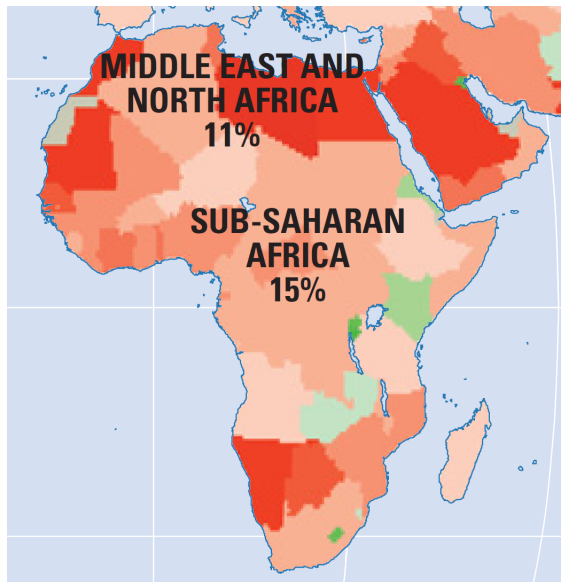 MIDDLE EAST AND
NORTH AFRICA
11%
SUB-SAHARAN
AFRICA
15%